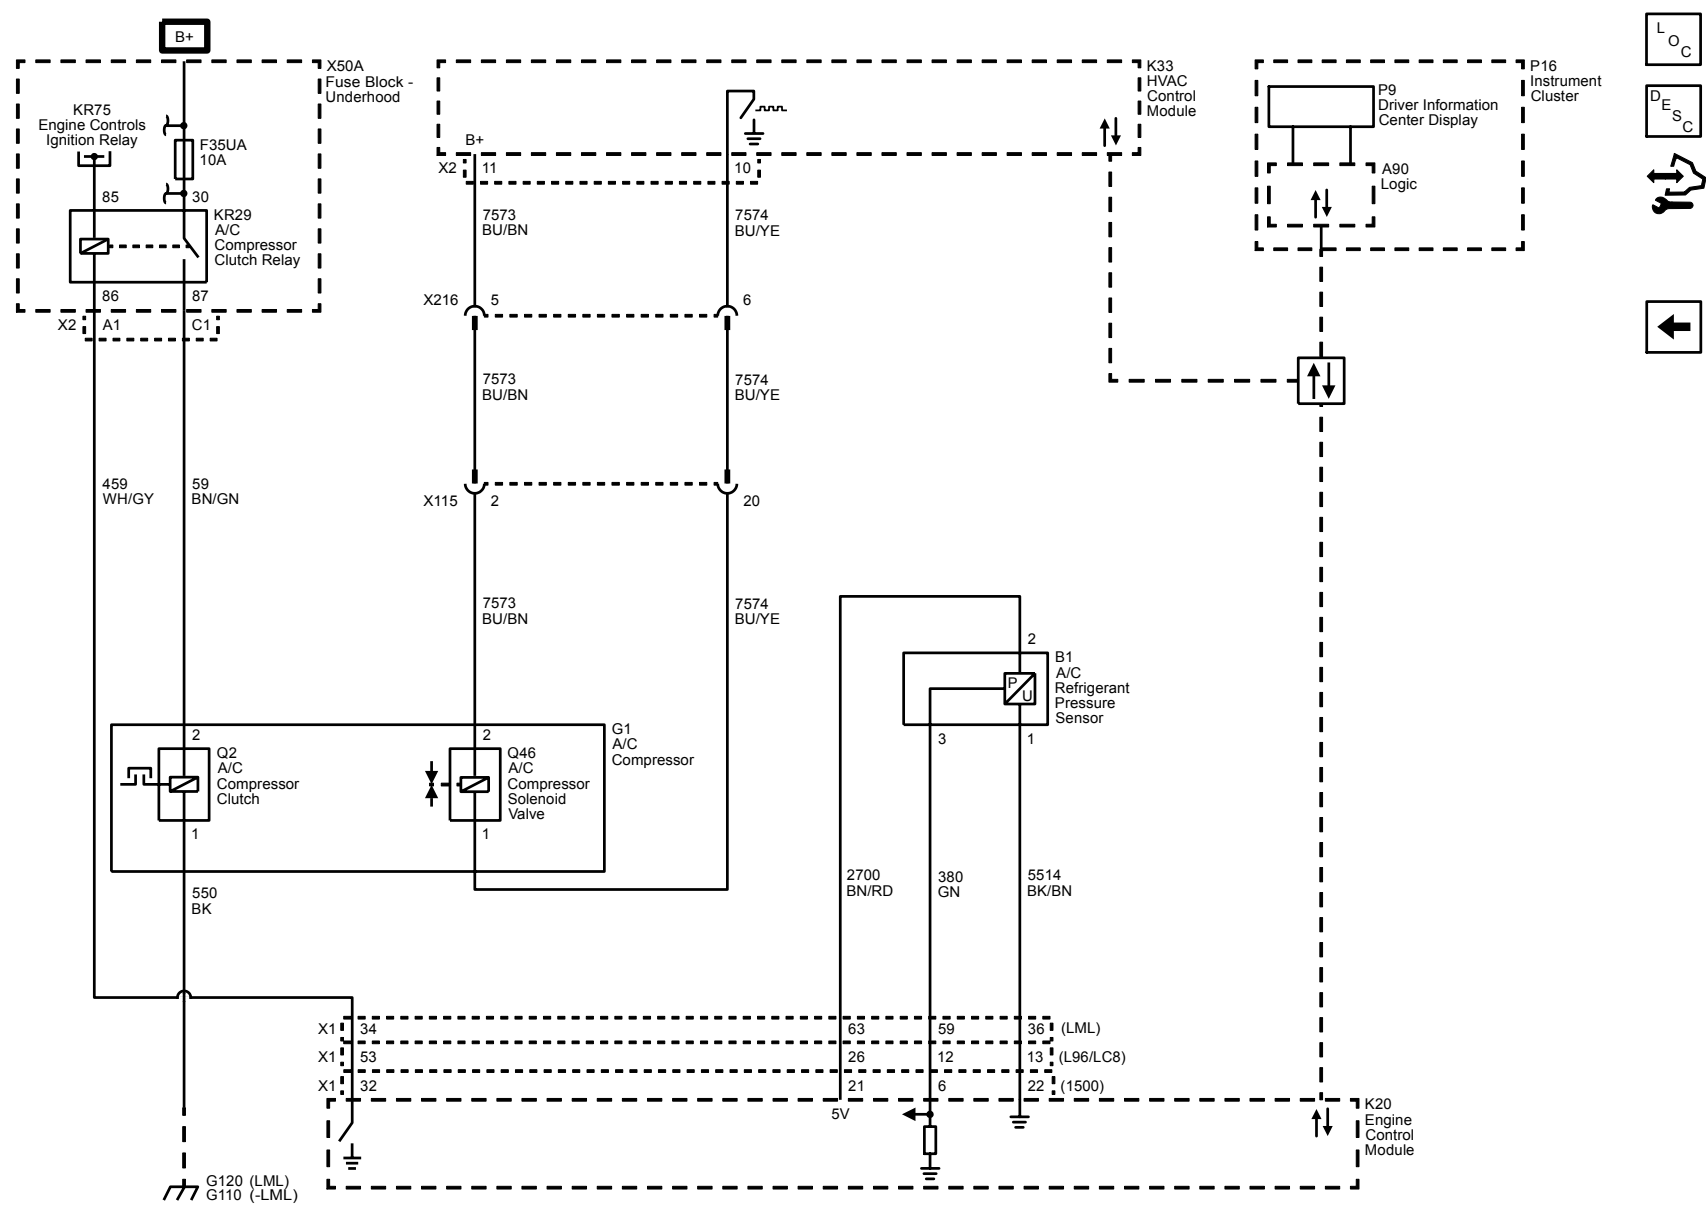 B+
X50A
Fuse Block -
Underhood
KR75
Engine Controls
Ignition Relay
F35UA
10A
85
30
KR29
A/C
Compressor
Clutch Relay
86
87
X2
A1
C1
459
WH/GY
59
BN/GN
K33
HVAC
Control
Module
B+
X2
11
10
7573
BU/BN
7574
BU/YE
X216
5
6
7573
BU/BN
7574
BU/YE
X115
2
20
7573
BU/BN
7574
BU/YE
P16
Instrument
Cluster
P9
Driver Information
Center Display
A90
Logic
L
O
C
D
E
S
C
2
Q2
A/C
Compressor
Clutch
1
2
Q46
A/C
Compressor
Solenoid
Valve
1
G1
A/C
Compressor
550
BK
2
B1
A/C
Refrigerant
Pressure
Sensor
P
U
3
1
2700
BN/RD
380
GN
5514
BK/BN
X1
34
63
59
36
(LML)
X1
53
26
12
13
(L96/LC8)
X1
32
21
6
22
(1500)
5V
K20
Engine
Control
Module
G120 (LML)
G110 (-LML)